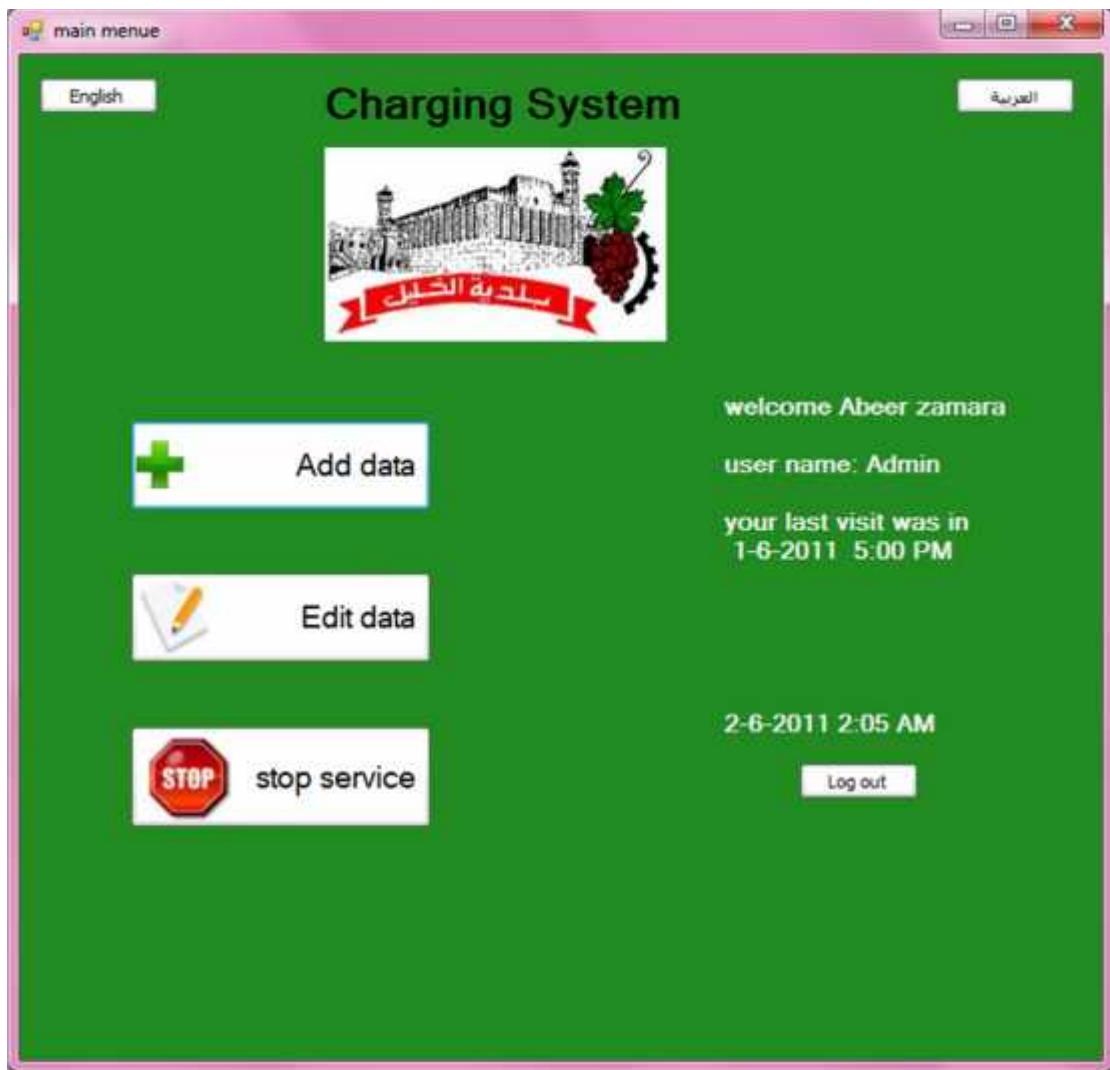 main menue
English
Charging System
العربية
بلدية الخليل
welcome Abeer zamara
Add data
user name: Admin
your last visit was in
1-6-2011 5:00 PM
Edit data
2-6-2011 2:05 AM
STOP
stop service
Log out